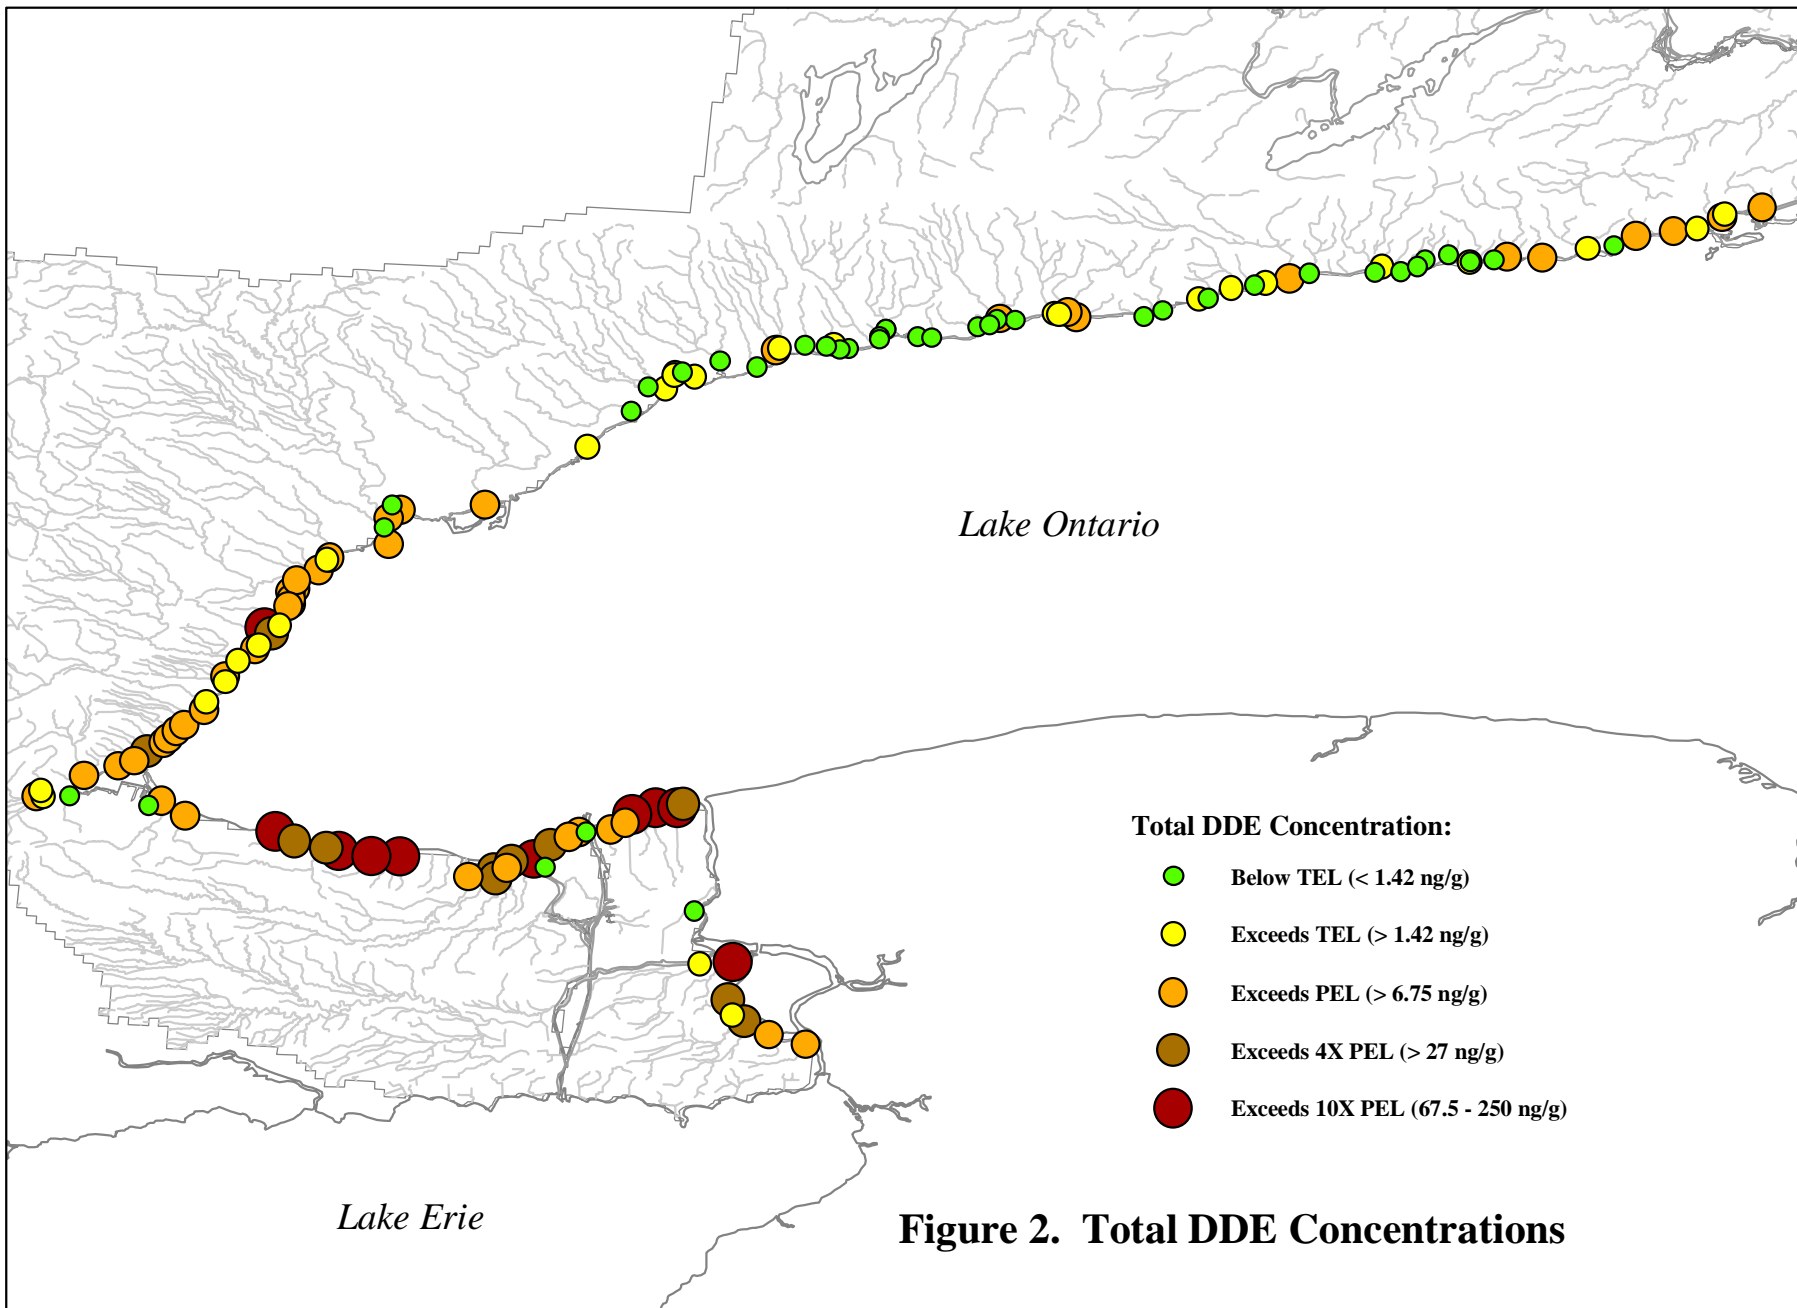 Lake Ontario
Total DDE Concentration:
Below TEL (< 1.42 ng/g)
Exceeds TEL (> 1.42 ng/g)
Exceeds PEL (> 6.75 ng/g)
Exceeds 4X PEL (> 27 ng/g)
Exceeds 10X PEL (67.5 - 250 ng/g)
Lake Erie
Figure 2. Total DDE Concentrations